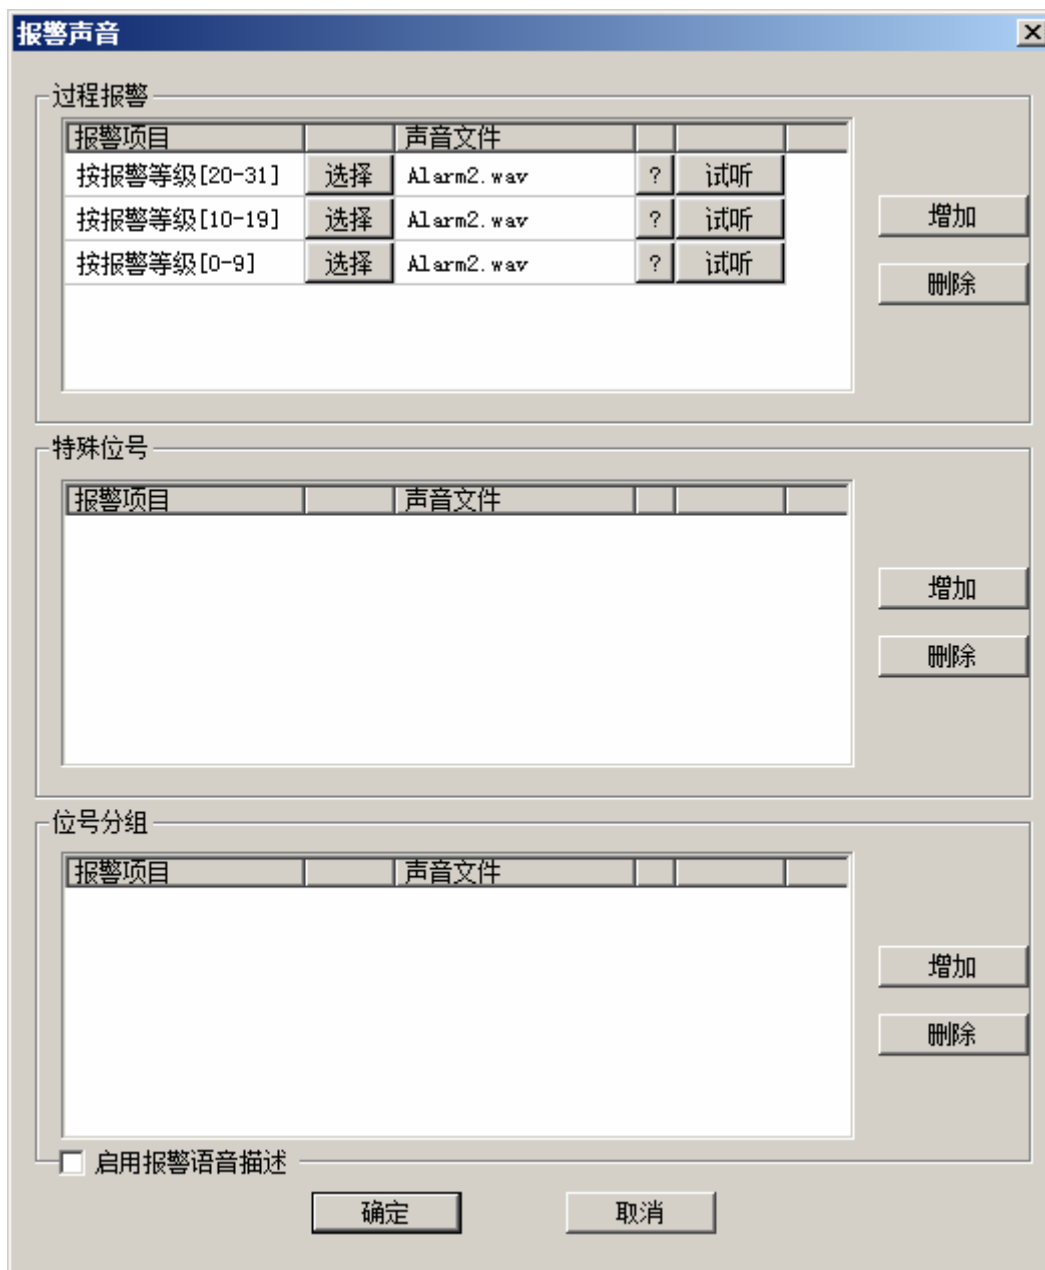 报警声音
过程报警
报警项目 声音文件
按报警等级[20-31] 选择 Alarm2.wav ? 试听
按报警等级[10-19] 选择 Alarm2.wav ? 试听
按报警等级[0-9] 选择 Alarm2.wav ? 试听
增加
删除
特殊位号
报警项目 声音文件
增加
删除
位号分组
报警项目 声音文件
增加
删除
启用报警语音描述
确定 取消